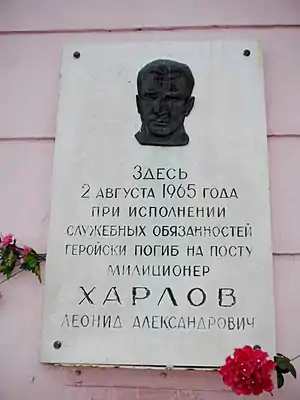 Здесь
2 августа 1965 года
при исполнении
служебных обязанностей
геройски погиб на посту
милиционер
ХАРЛОВ
Леонид Александрович